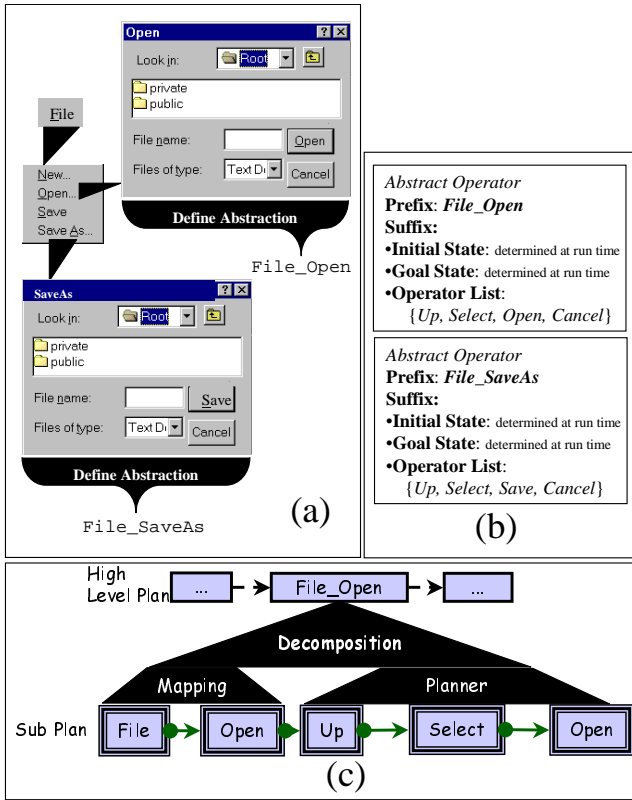 Open
? ×
Look in:
Root
private
public
File name:
Open
Files of type:
Text D
Cancel
Define Abstraction
File_Open
File
New...
Open...
Save
Save As...
SaveAs
? ×
Look in:
Root
private
public
File name:
Save
Files of type:
Text D
Cancel
Define Abstraction
File_SaveAs
(a)
Abstract Operator
Prefix: File_Open
Suffix:
•Initial State: determined at run time
•Goal State: determined at run time
•Operator List:
{Up, Select, Open, Cancel}
Abstract Operator
Prefix: File_SaveAs
Suffix:
•Initial State: determined at run time
•Goal State: determined at run time
•Operator List:
{Up, Select, Save, Cancel}
(b)
High
Level Plan
...
File_Open
...
Decomposition
Mapping
Planner
Sub Plan
File
Open
Up
Select
Open
(c)